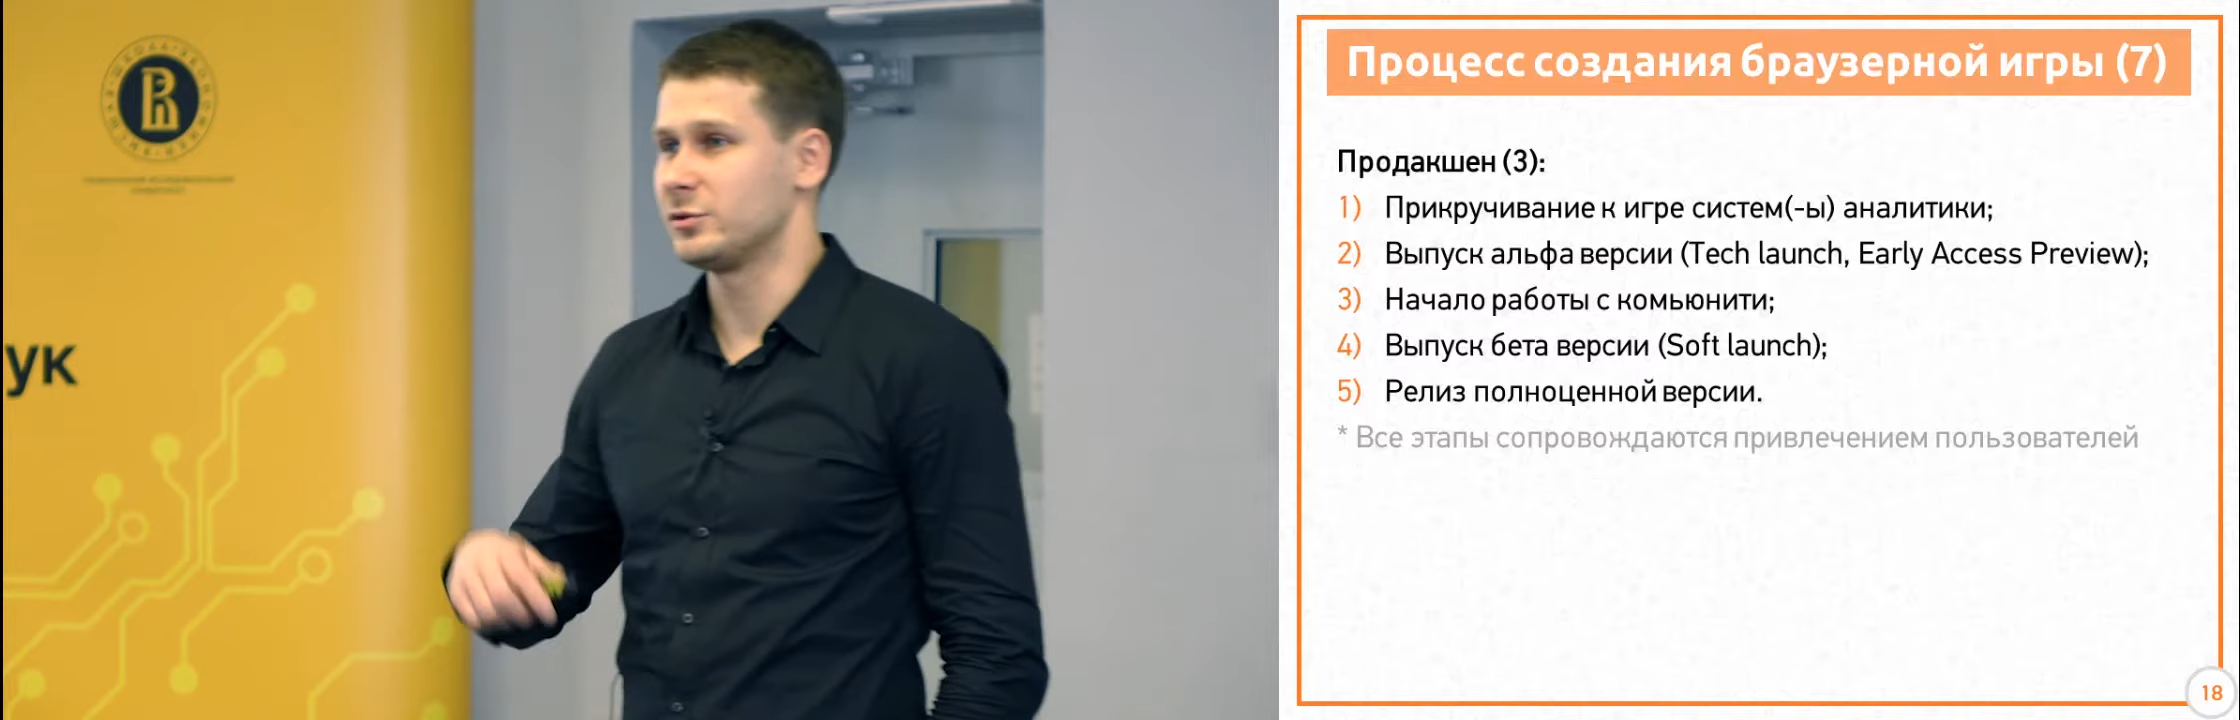 ук
Процесс создания браузерной игры (7)
Продакшен (3):
1) Прикручивание к игре систем(-ы) аналитики;
2) Выпуск альфа версии (Tech launch, Early Access Preview);
3) Начало работы с комьюнити;
4) Выпуск бета версии (Soft launch);
5) Релиз полноценной версии.
* Все этапы сопровождаются привлечением пользователей
18